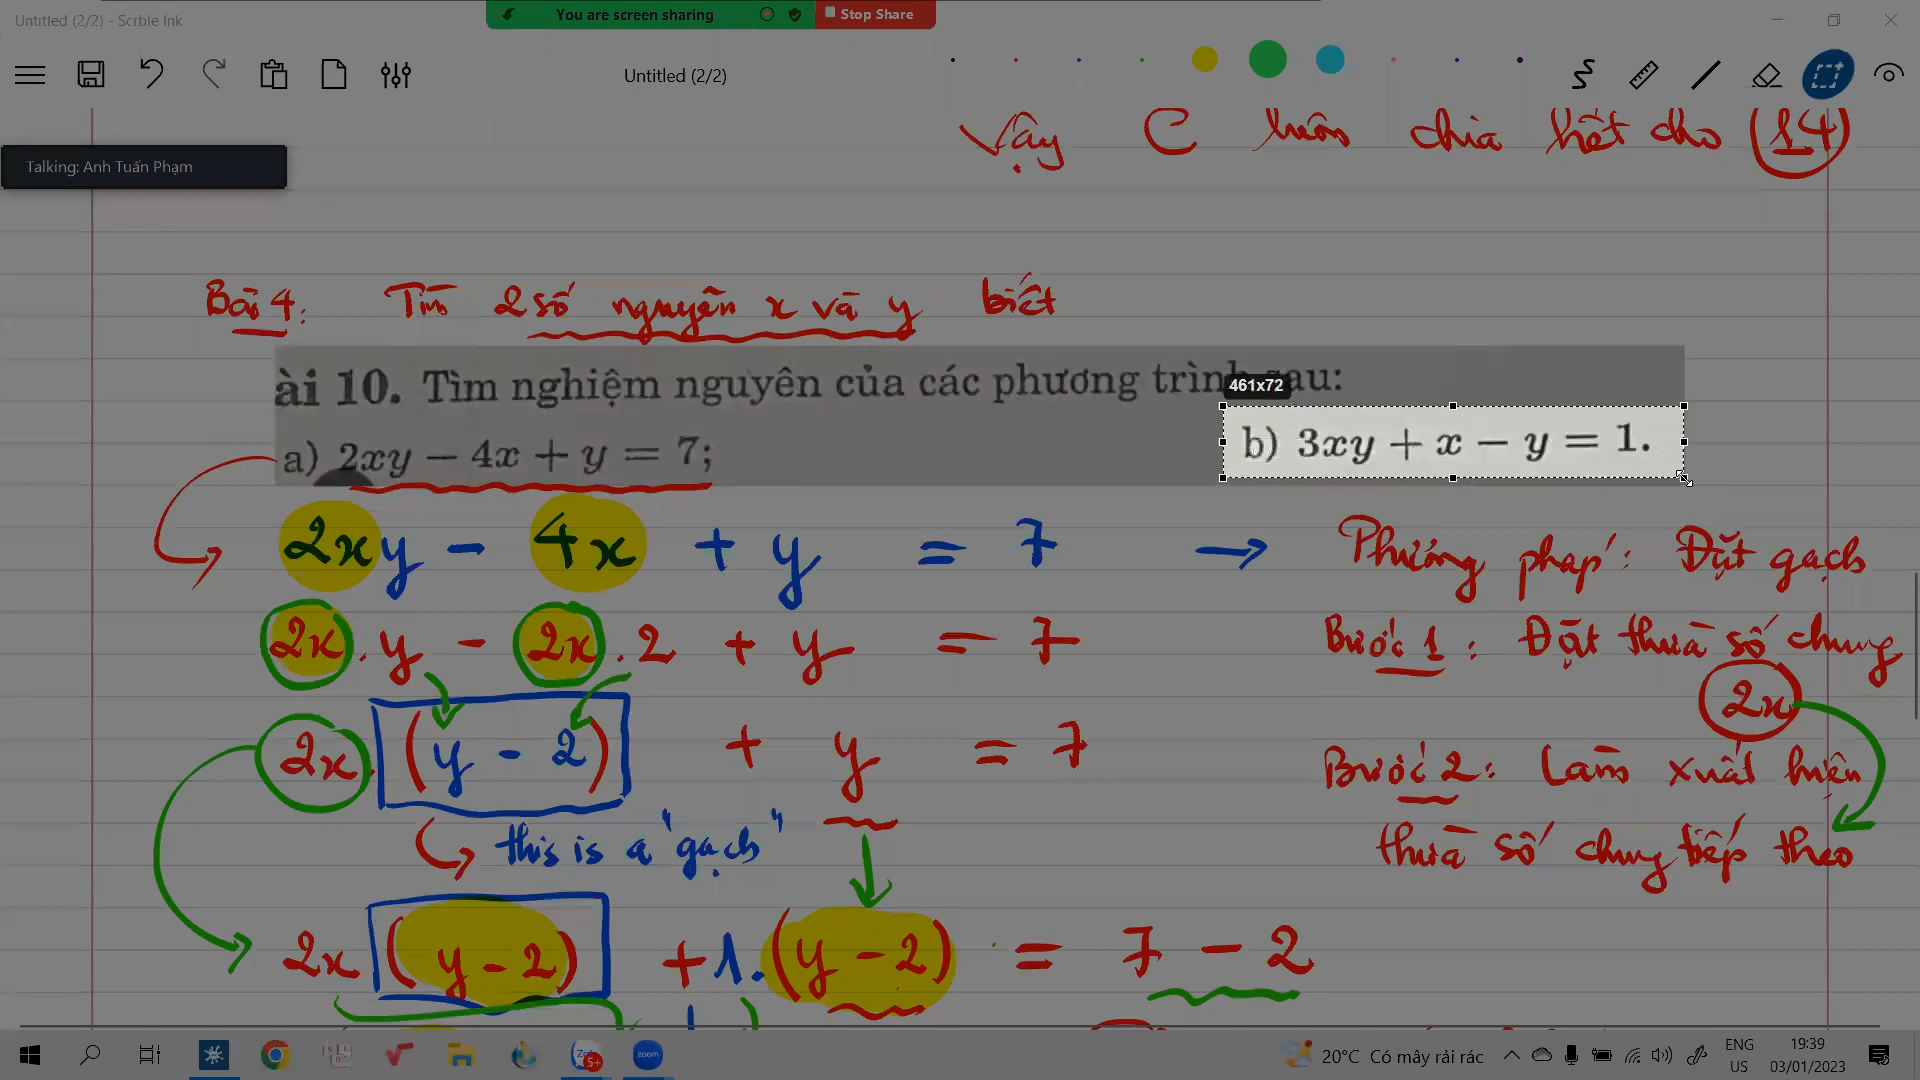 Untitled (2/2) - Scrble Ink
You are screen sharing
Stop Share
Untitled (2/2)
Talking: Anh Tuấn Phạm
Vậy C luôn chia hết cho 14
Bài 4: Tìm 2 số nguyên x và y biết
ài 10. Tìm nghiệm nguyên của các phương trình sau:
461x72
a) 2xy – 4x + y = 7;
b) 3xy + x – y = 1.
2xy - 4x + y = 7 → Phương pháp: Đặt gạch
2x . y - 2x . 2 + y = 7
Bước 1: Đặt thừa số chung
2x
2x. (y - 2) + y = 7
Bước 2: Làm xuất hiện
thừa số chung tiếp theo
this is a "gạch"
2x (y - 2) + 1. (y - 2) = 7 - 2
5+
zoom
20°C Có mây rải rác
ENG
US
19:39
03/01/2023